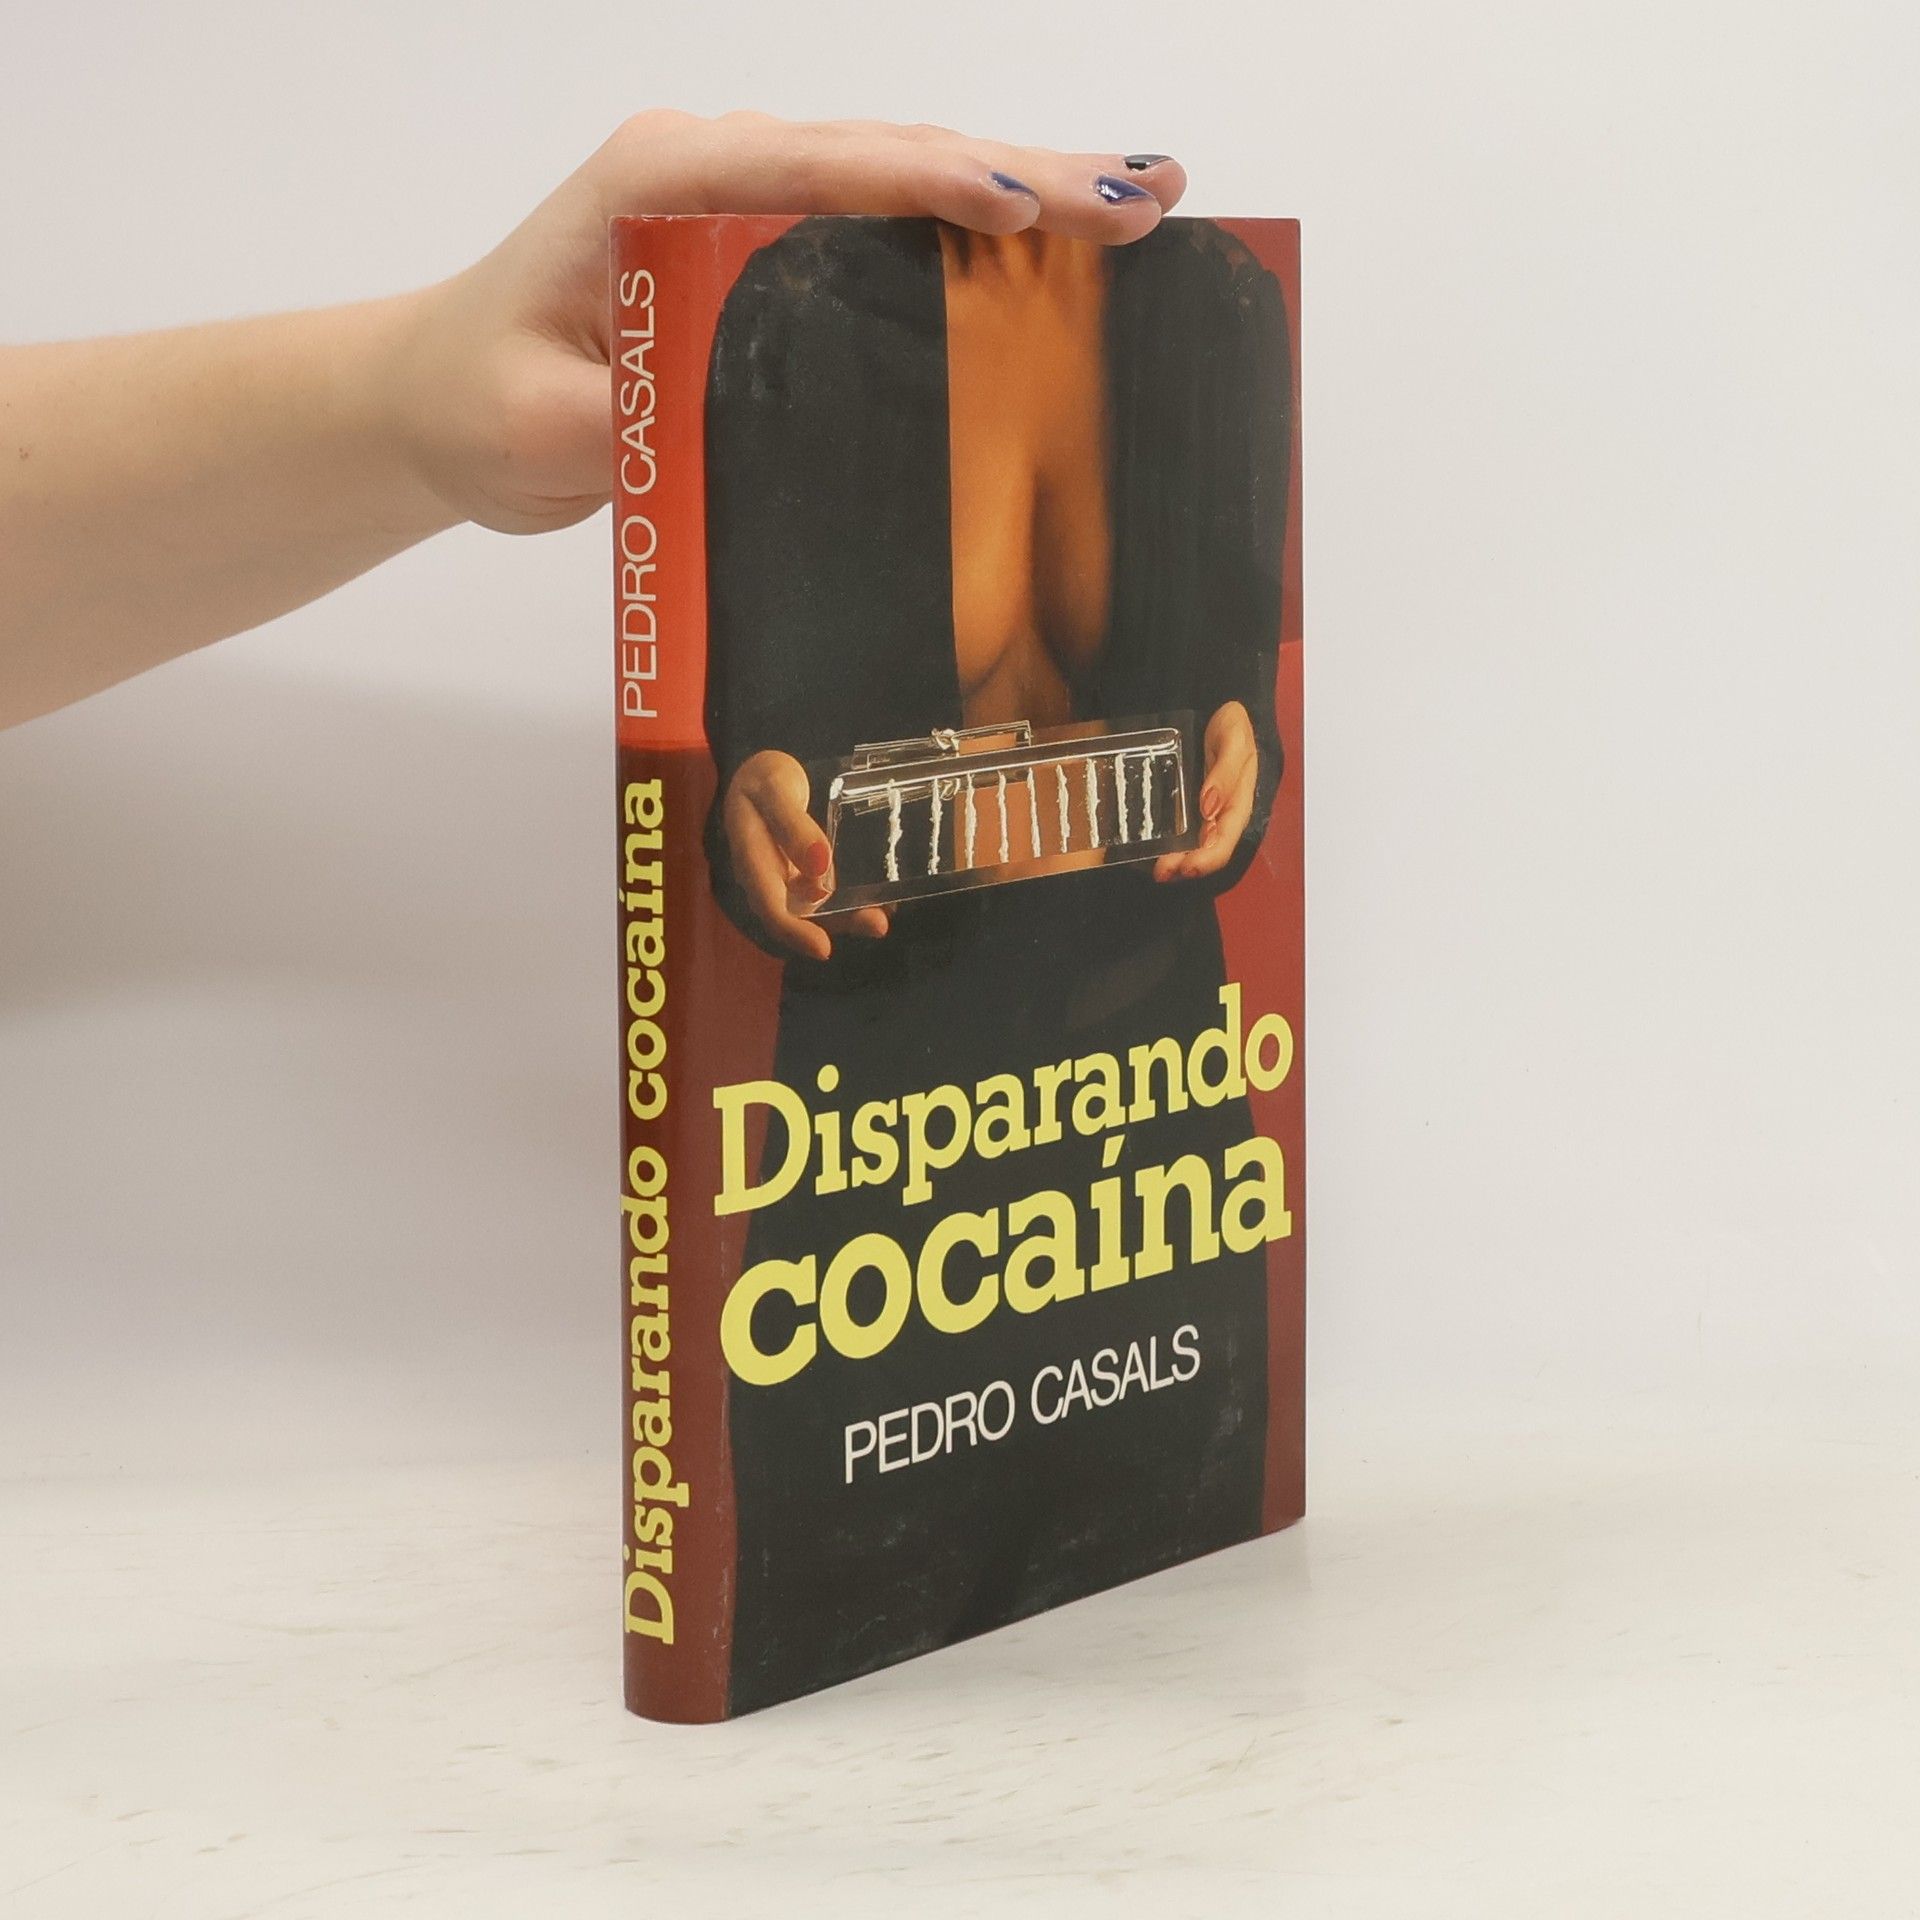 PEDRO CASALS
Disparando cocaína
Disparando
cocaína
PEDRO CASALS